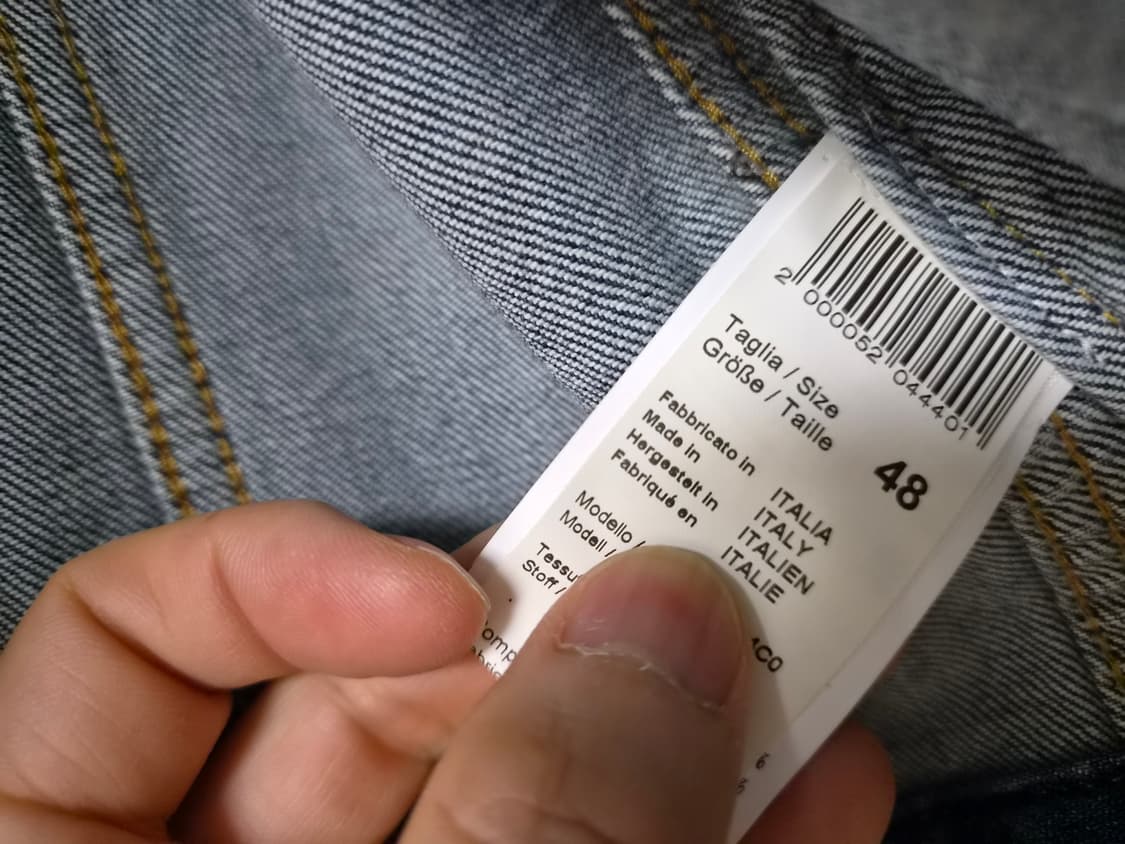 2 000052 044401
Taglia / Size
Größe / Taille 48
Fabbricato in ITALIA
Made in ITALY
Hergestelt in ITALIEN
Fabriqué en ITALIE
Modello /
Modell /
Stoff /